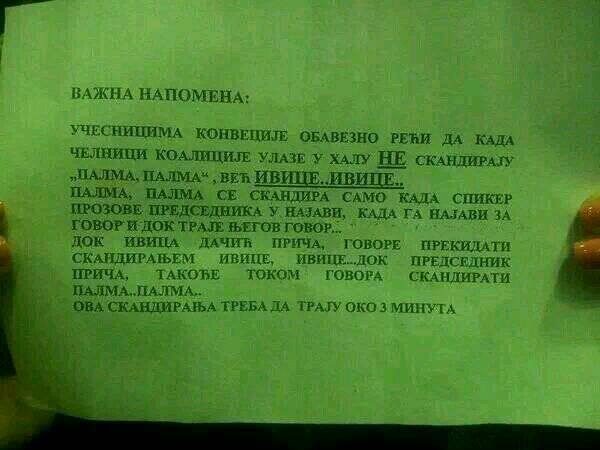 ВАЖНА НАПОМЕНА:
УЧЕСНИЦИМА КОНВЕЦИЈЕ ОБАВЕЗНО РЕЋИ ДА КАДА
ЧЕЛНИЦИ КОАЛИЦИЈЕ УЛАЗЕ У ХАЛУ НЕ СКАНДИРАЈУ
„ПАЛМА, ПАЛМА“ , ВЕЋ ИВИЦЕ..ИВИЦЕ..
ПАЛМА, ПАЛМА СЕ СКАНДИРА САМО КАДА СПИКЕР
ПРОЗОВЕ ПРЕДСЕДНИКА У НАЈАВИ, КАДА ГА НАЈАВИ ЗА
ГОВОР И ДОК ТРАЈЕ ЊЕГОВ ГОВОР...
ДОК ИВИЦА ДАЧИЋ ПРИЧА, ГОВОРЕ ПРЕКИДАТИ
СКАНДИРАЊЕМ ИВИЦЕ, ИВИЦЕ...ДОК ПРЕДСЕДНИК
ПРИЧА, ТАКОЂЕ ТОКОМ ГОВОРА СКАНДИРАТИ
ПАЛМА..ПАЛМА..
ОВА СКАНДИРАЊА ТРЕБА ДА ТРАЈУ ОКО 3 МИНУТА